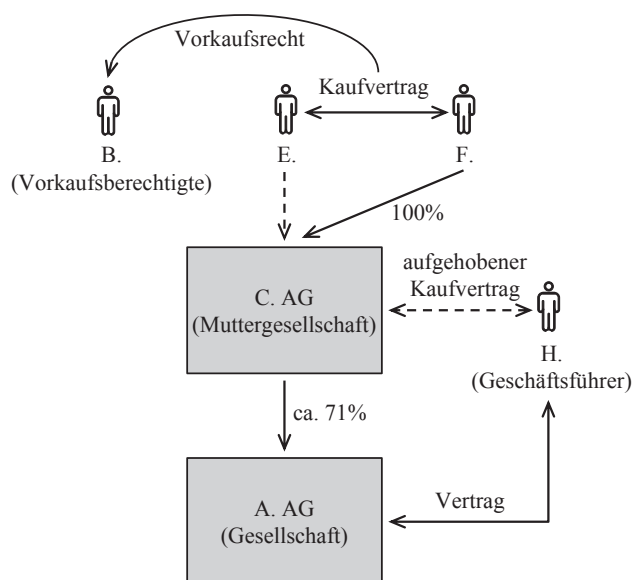 Vorkaufsrecht
Kaufvertrag
B.
(Vorkaufsberechtigte)
E.
F.
100%
C. AG
(Muttergesellschaft)
aufgehobener
Kaufvertrag
H.
(Geschäftsführer)
ca. 71%
A. AG
(Gesellschaft)
Vertrag